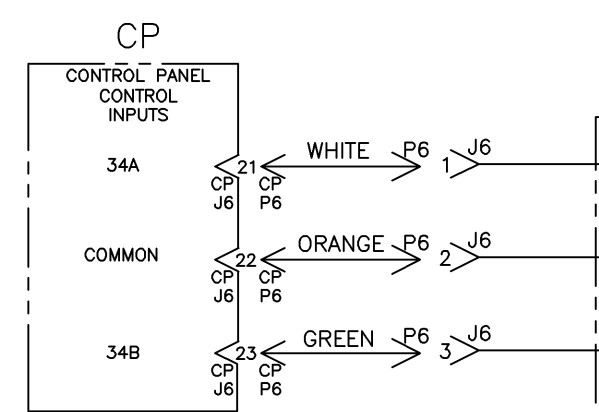 CP
CONTROL PANEL
CONTROL
INPUTS
34A
21
CP
J6
CP
P6
WHITE
P6
1
J6
COMMON
22
CP
J6
CP
P6
ORANGE
P6
2
J6
34B
23
CP
J6
CP
P6
GREEN
P6
3
J6